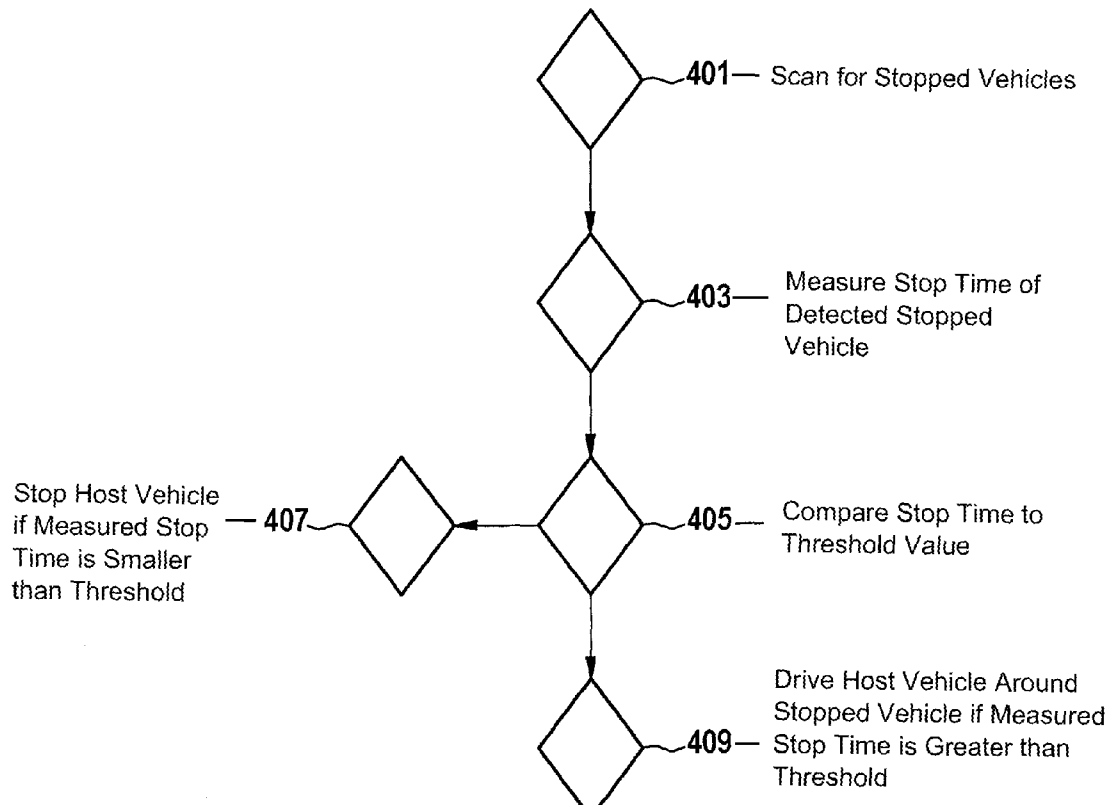 401 — Scan for Stopped Vehicles
403 — Measure Stop Time of
Detected Stopped
Vehicle
Stop Host Vehicle
if Measured Stop — 407
Time is Smaller
than Threshold
405 — Compare Stop Time to
Threshold Value
Drive Host Vehicle Around
Stopped Vehicle if Measured
409 — Stop Time is Greater than
Threshold